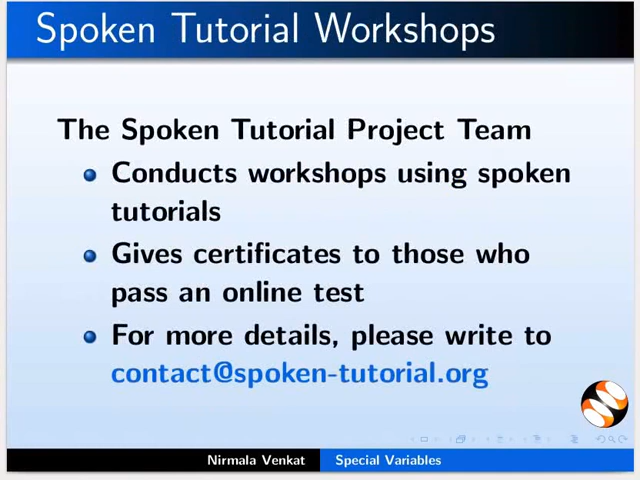 Spoken Tutorial Workshops
The Spoken Tutorial Project Team
Conducts workshops using spoken
tutorials
Gives certificates to those who
pass an online test
For more details, please write to
contact@spoken-tutorial.org
Nirmala Venkat Special Variables